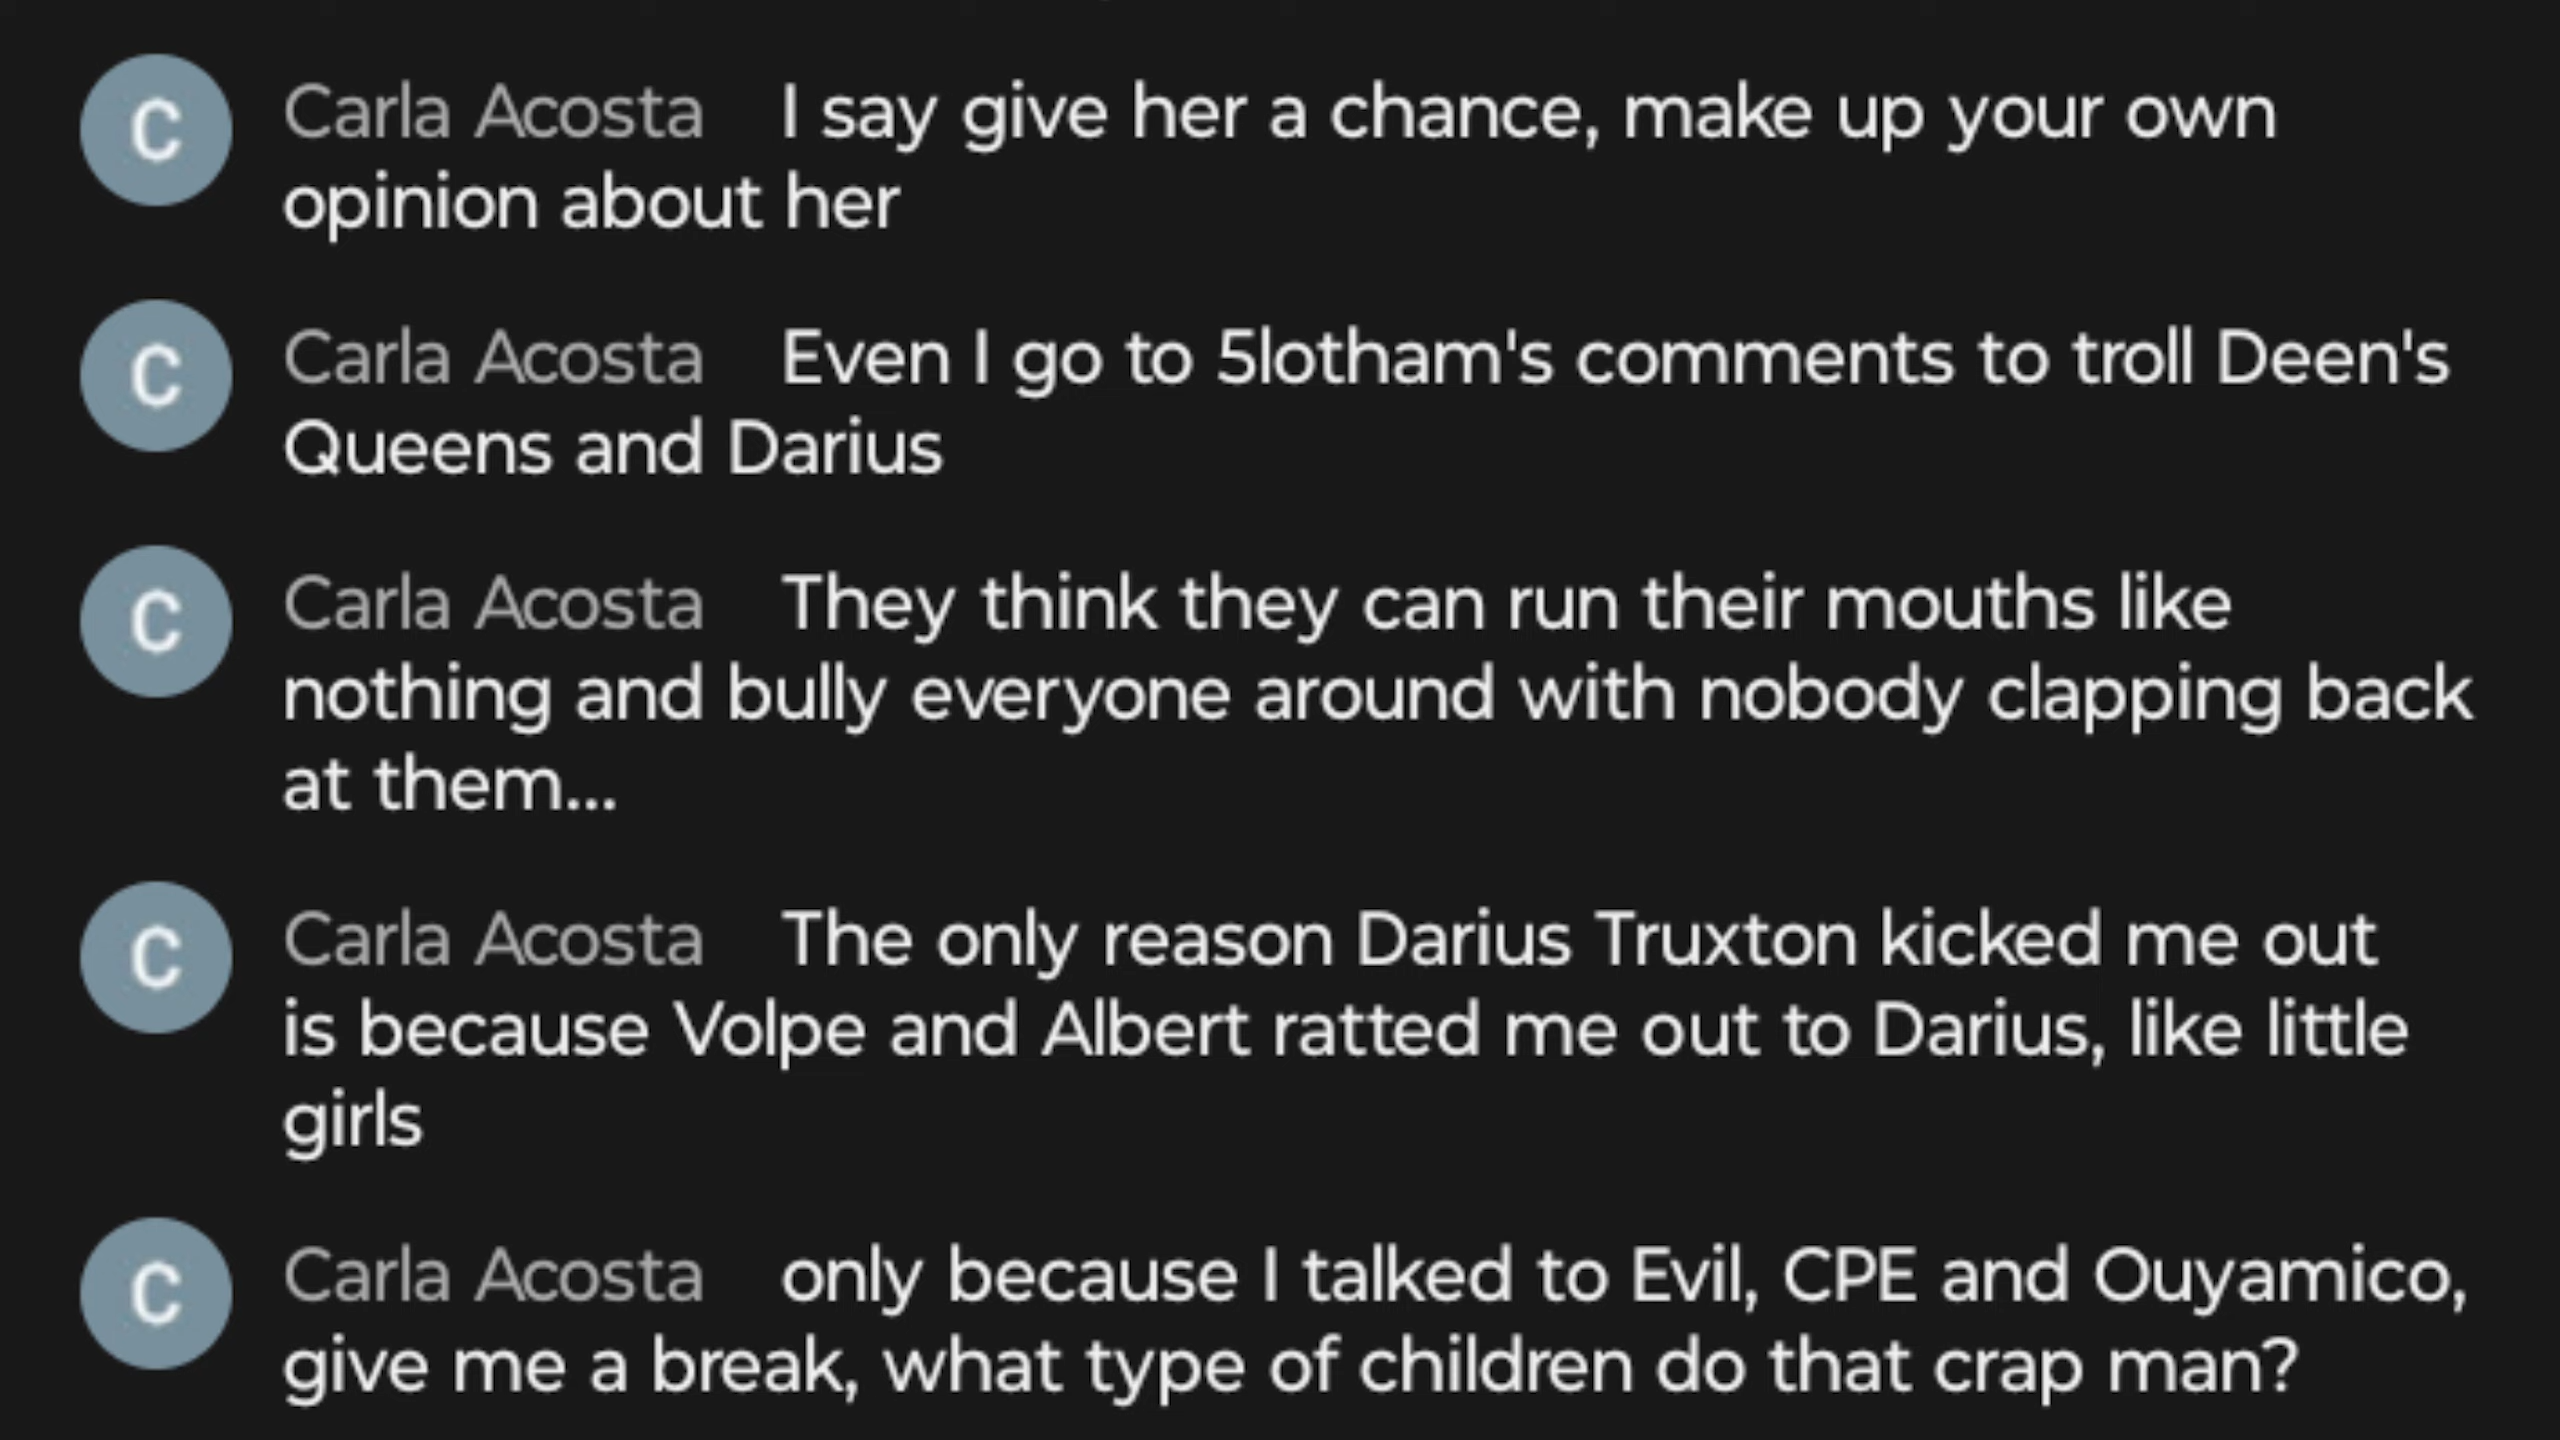 C Carla Acosta I say give her a chance, make up your own
opinion about her
C Carla Acosta Even I go to 5lotham's comments to troll Deen's
Queens and Darius
C Carla Acosta They think they can run their mouths like
nothing and bully everyone around with nobody clapping back
at them...
C Carla Acosta The only reason Darius Truxton kicked me out
is because Volpe and Albert ratted me out to Darius, like little
girls
C Carla Acosta only because I talked to Evil, CPE and Ouyamico,
give me a break, what type of children do that crap man?